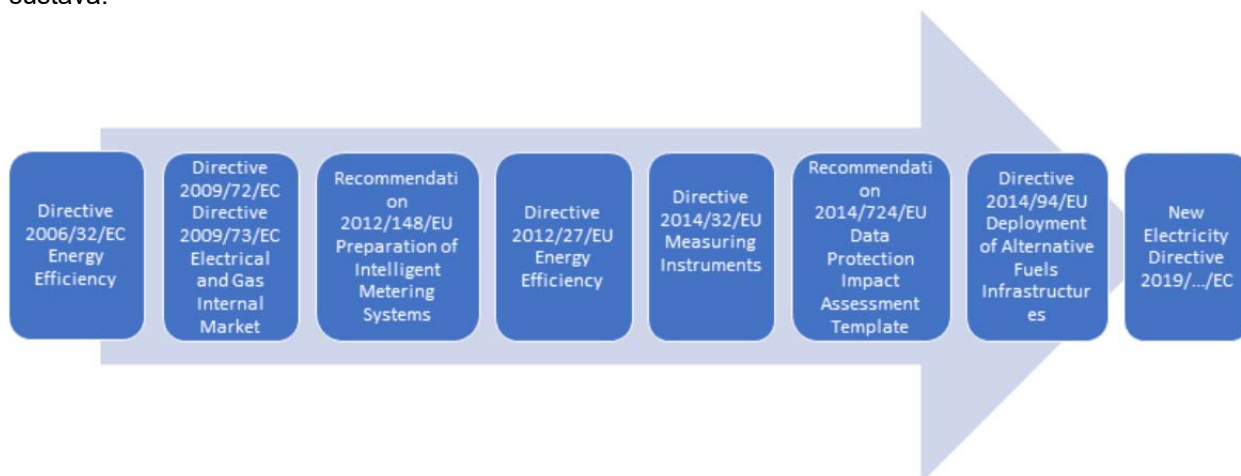 sustava.
Directive
2006/32/EC
Energy
Efficiency
Directive
2009/72/EC
Directive
2009/73/EC
Electrical
and Gas
Internal
Market
Recommendati
on
2012/148/EU
Preparation of
Intelligent
Metering
Systems
Directive
2012/27/EU
Energy
Efficiency
Directive
2014/32/EU
Measuring
Instruments
Recommendati
on
2014/724/EU
Data
Protection
Impact
Assessment
Template
Directive
2014/94/EU
Deployment
of Alternative
Fuels
Infrastructur
es
New
Electricity
Directive
2019/.../EC